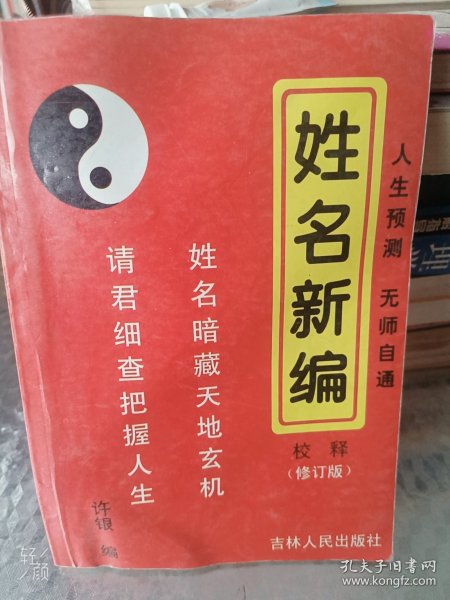 人生预测 无师自通
姓名新编
校释
（修订版）
姓名暗藏天地玄机
请君细查把握人生
许银 编
吉林人民出版社
轻颜
孔夫子旧书网
www.kongfz.com